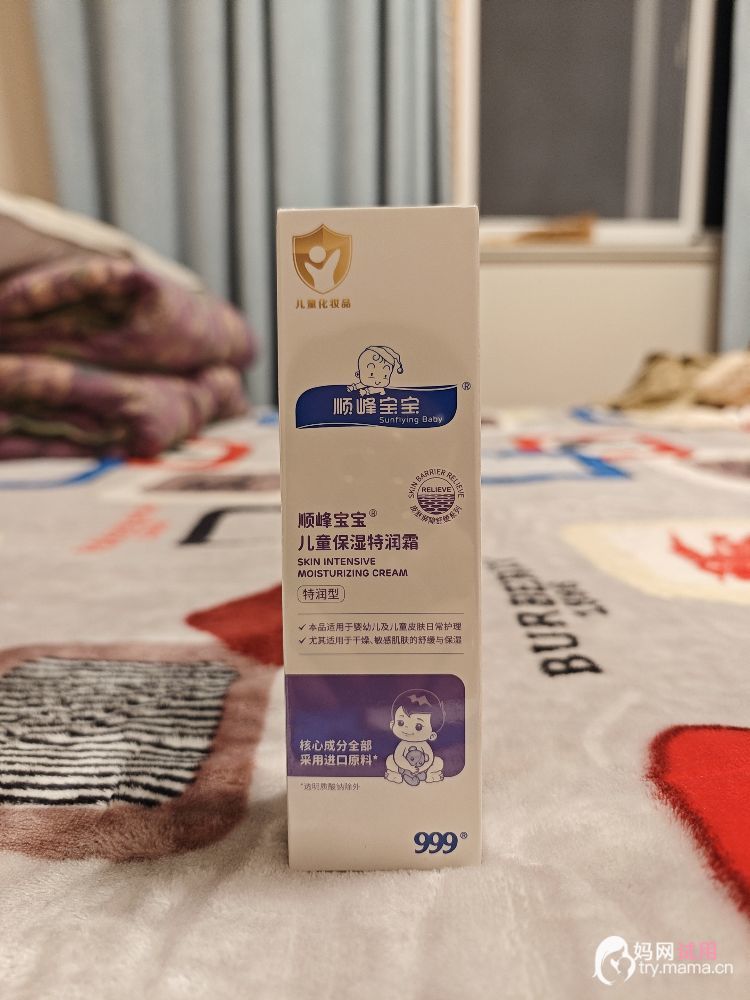 儿童化妆品
顺峰宝宝®
Sunflying Baby
SKIN BARRIER RELIEVE
RELIEVE
顺峰宝宝®
儿童保湿特润霜
SKIN INTENSIVE
MOISTURIZING CREAM
特润型
✓ 本品适用于婴幼儿及儿童皮肤日常护理
✓ 尤其适用于干燥、敏感肌肤的舒缓与保湿
核心成分全部
采用进口原料*
*透明质酸钠除外
999®
妈网试用
try.mama.cn